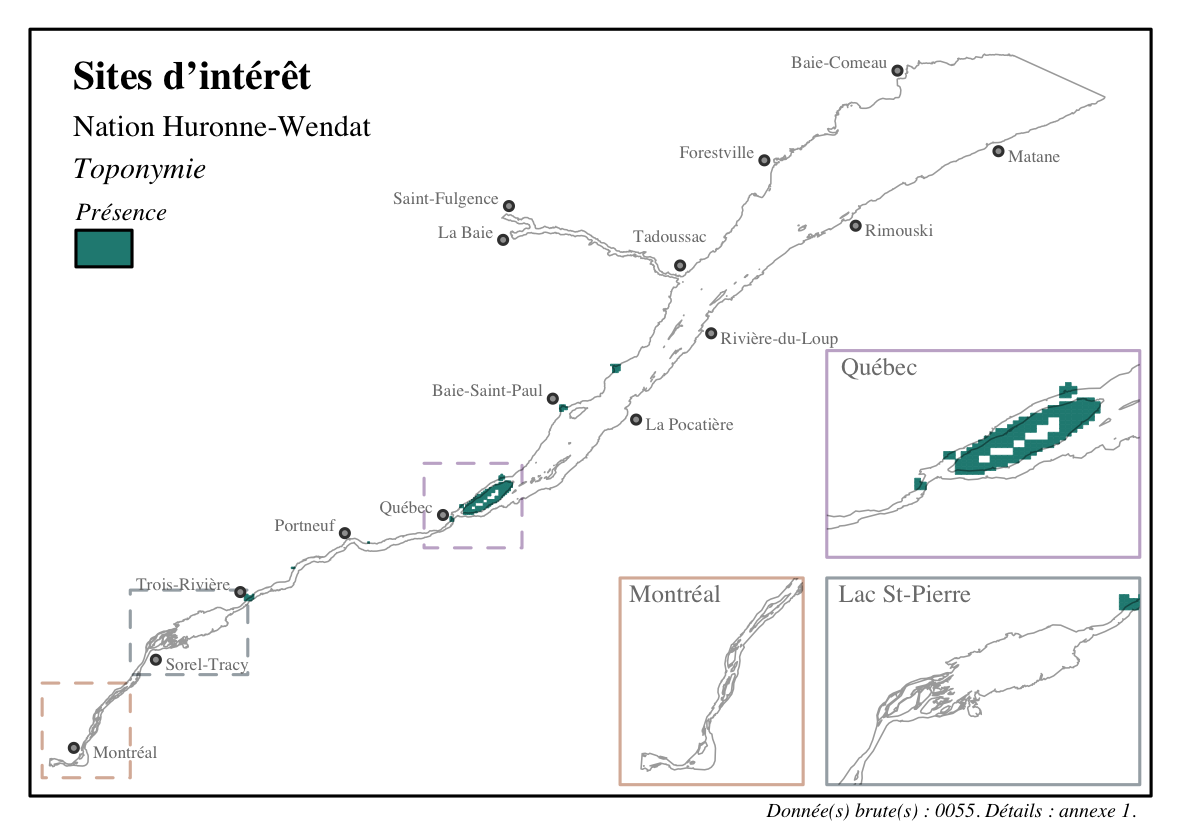 Sites d’intérêt
Nation Huronne-Wendat
Toponymie
Présence
Baie-Comeau
Forestville
Matane
Saint-Fulgence
La Baie
Tadoussac
Rimouski
Rivière-du-Loup
Baie-Saint-Paul
La Pocatière
Québec
Portneuf
Trois-Rivière
Sorel-Tracy
Montréal
Québec
Montréal
Lac St-Pierre
Donnée(s) brute(s) : 0055. Détails : annexe 1.